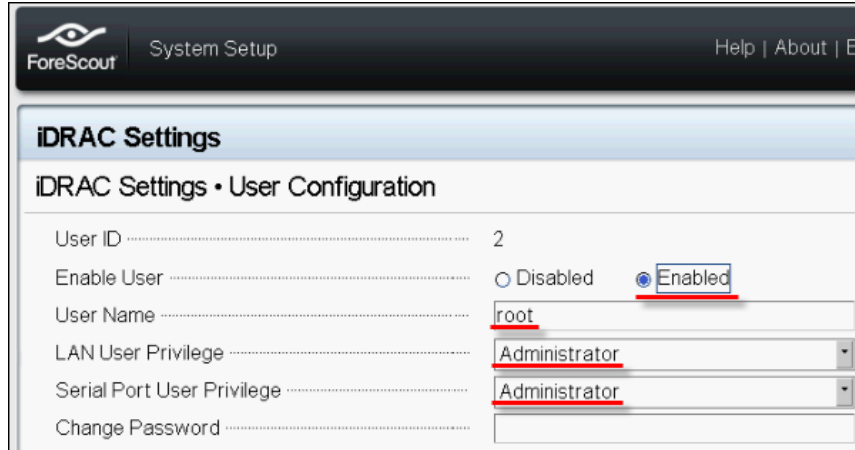 ForeScout System Setup Help | About | E
iDRAC Settings
iDRAC Settings • User Configuration
User ID 2
Enable User Disabled Enabled
User Name root
LAN User Privilege Administrator
Serial Port User Privilege Administrator
Change Password